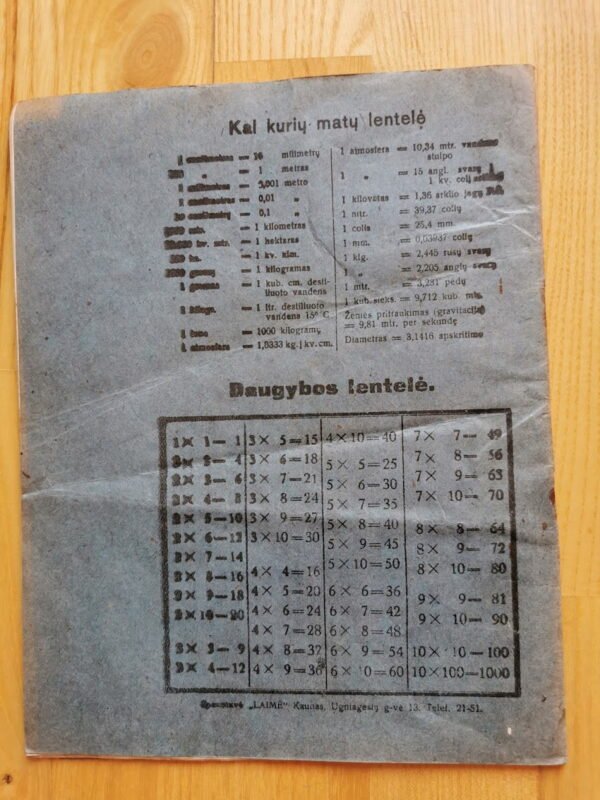 Kai kurių matų lentelė
= 10 milimetrų
= 1 metras
= 0,001 metro
= 0,01 „
= 0,1 „
= 1 kilometras
kv. mtr. = 1 hektaras
= 1 kv. klm.
= 1 kilogramas
1 gramas = 1 kub. cm. desti-
liuoto vandens
= 1 ltr. destiliuoto
vandens 15° C
1 tona = 1000 kilogramų
1 atmosfera = 1,0333 kg. į kv. cm.
1 atmosfera = 10,34 mtr. vandens
stulpo
1 „ = 15 angl. svarų į
1 kv. colį
1 kilovatas = 1,36 arklio jėgų
1 mtr. = 39,37 colių
1 colis = 25,4 mm.
1 mm. = 0,03937 colių
1 klg. = 2,445 rusų svarų
1 „ = 2,205 anglų svarų
1 mtr. = 3,281 pėdų
1 kub. sieks. = 9,712 kub. mtr.
Žemės pritraukimas (gravitacija)
= 9,81 mtr. per sekundę
Diametras = 3,1416 apskritimo
Daugybos lentelė.
1× 1— 1
2× 2— 4
2× 3— 6
2× 4— 8
2× 5—10
2× 6—12
2× 7—14
2× 8—16
2× 9—18
2× 10—20
3× 3— 9
3× 4—12
3× 5=15
3× 6=18
3× 7=21
3× 8=24
3× 9=27
3× 10=30
4× 4=16
4× 5=20
4× 6=24
4× 7=28
4× 8=37
4× 9=36
4× 10=40
5× 5=25
5× 6=30
5× 7=35
5× 8=40
5× 9=45
5× 10=50
6× 6=36
6× 7=42
6× 8=48
6× 9=54
6× 10=60
7× 7— 49
7× 8— 56
7× 9— 63
7× 10— 70
8× 8— 64
8× 9— 72
8× 10— 80
9× 9— 81
9× 10— 90
10× 10—100
10×100—1000
Spaustuvė „LAIMĖ“ Kaunas, Ugniagesių g-vė 13. Telef. 21-51.